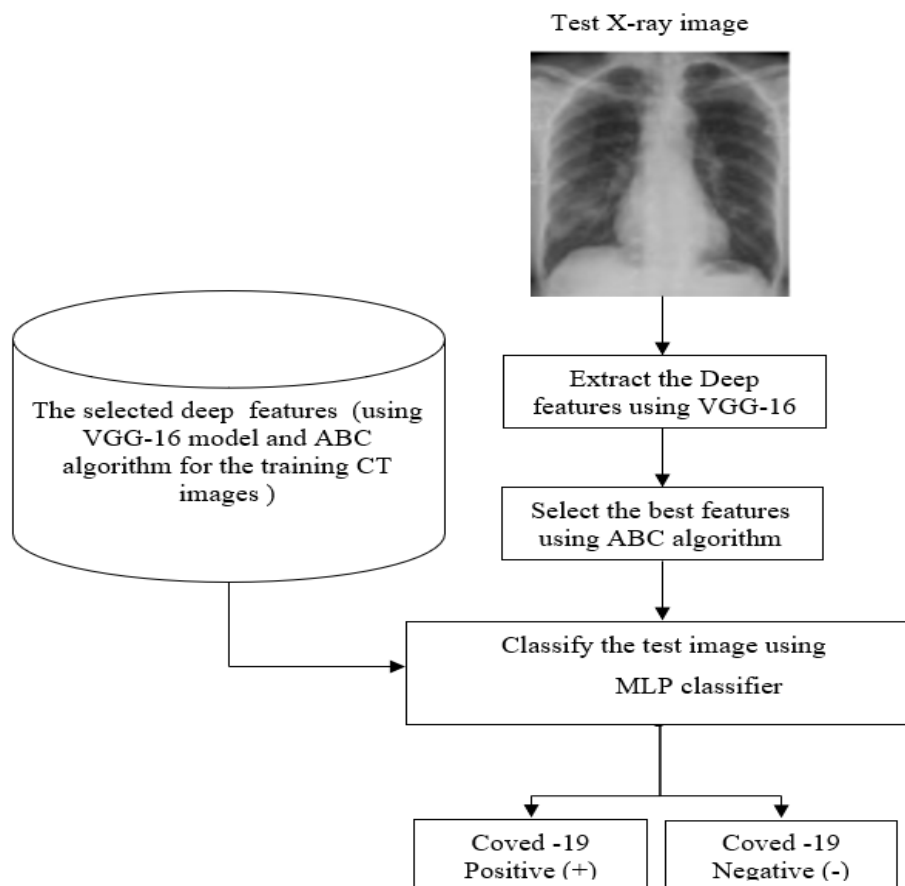 Test X-ray image
Extract the Deep
features using VGG-16
The selected deep features (using
VGG-16 model and ABC
algorithm for the training CT
images )
Select the best features
using ABC algorithm
Classify the test image using
MLP classifier
Coved -19
Positive (+)
Coved -19
Negative (-)